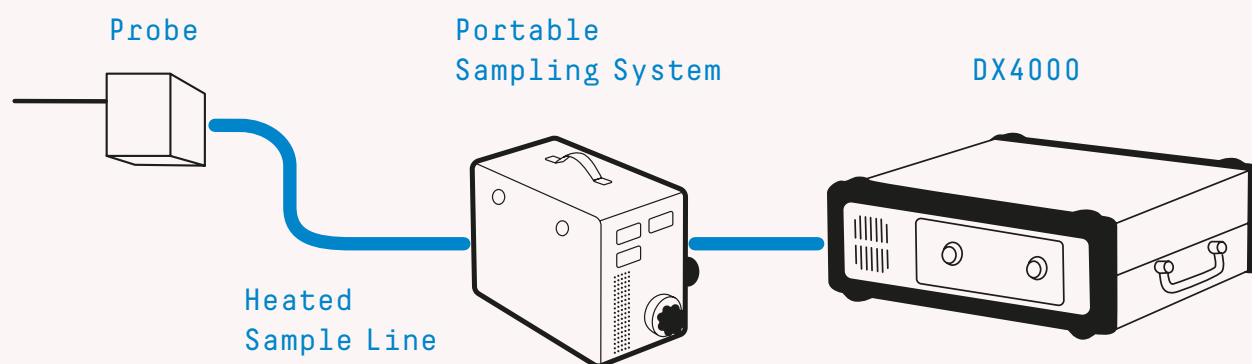 Probe
Portable
Sampling System
DX4000
Heated
Sample Line